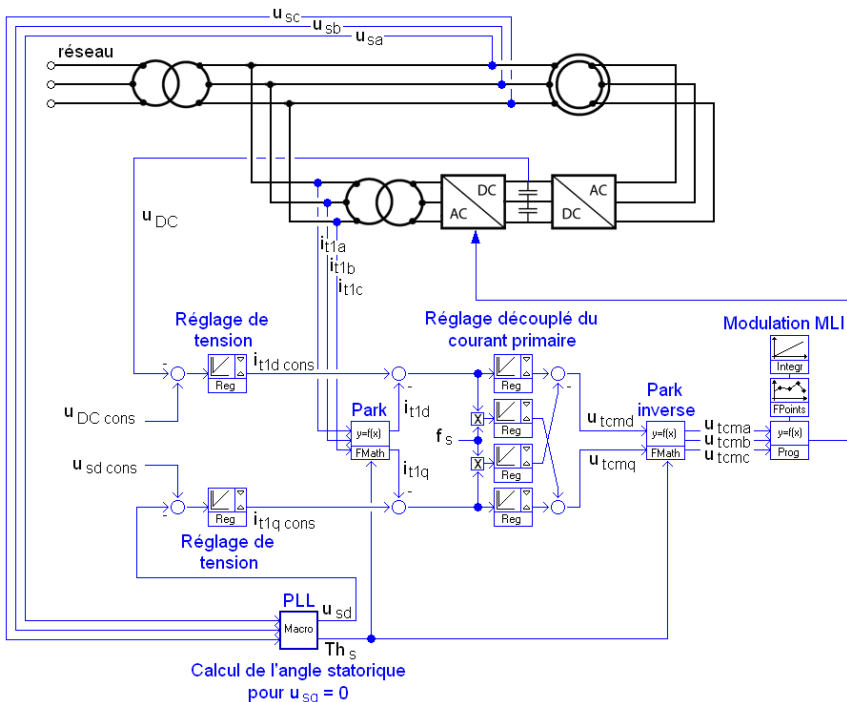 u sc
u sb
u sa
réseau
DC
AC
AC
DC
u DC
i t1a
i t1b
i t1c
Réglage de
tension
Réglage découplé du
courant primaire
Modulation MLI
Reg
i t1d cons
Reg
Integr
u DC cons
Park
i t1d
Reg
Park
inverse
FPoints
y=f(x)
FMath
f s
X
X
u tcmd
y=f(x)
FMath
u tcma
u tcmb
u tcmc
y=f(x)
Prog
u sd cons
i t1q
Reg
u tcmq
Reg
i t1q cons
Reg
Réglage de
tension
PLL
Macro
u sd
Th s
Calcul de l'angle statorique
pour u sq = 0